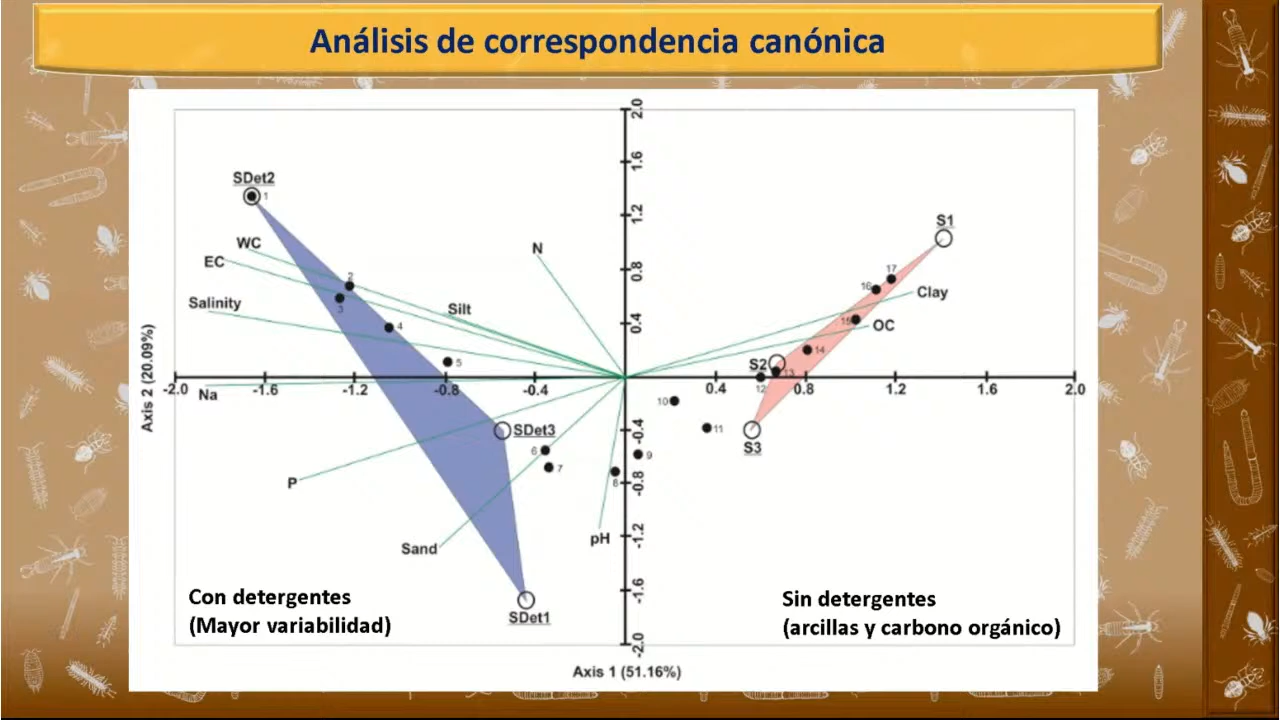 Análisis de correspondencia canónica
2.0
1.6
1.2
0.8
0.4
SDet2
1
WC
EC
Salinity
2
3
4
5
Silt
N
S1
17
16
Clay
15
OC
14
S2
13
12
-2.0
-1.6
-1.2
-0.8
-0.4
0.4
0.8
1.2
1.6
2.0
Na
10
11
S3
SDet3
6
7
8
9
P
Sand
pH
SDet1
-0.4
-0.8
-1.2
-1.6
-2.0
Axis 2 (20.09%)
Con detergentes
(Mayor variabilidad)
Sin detergentes
(arcillas y carbono orgánico)
Axis 1 (51.16%)